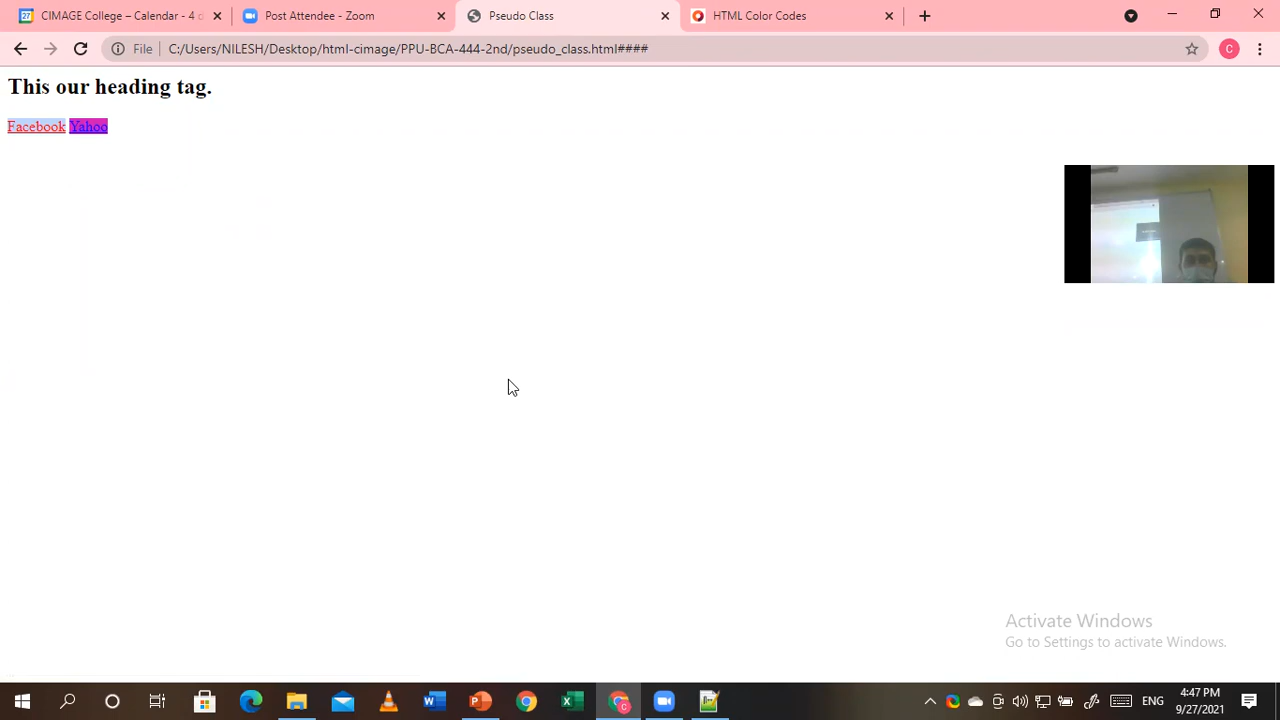 CIMAGE College – Calendar - 4 d
Post Attendee - Zoom
Pseudo Class
HTML Color Codes
File
C:/Users/NILESH/Desktop/html-cimage/PPU-BCA-444-2nd/pseudo_class.html####
C
This our heading tag.
Facebook Yahoo
Activate Windows
Go to Settings to activate Windows.
ENG
4:47 PM
9/27/2021